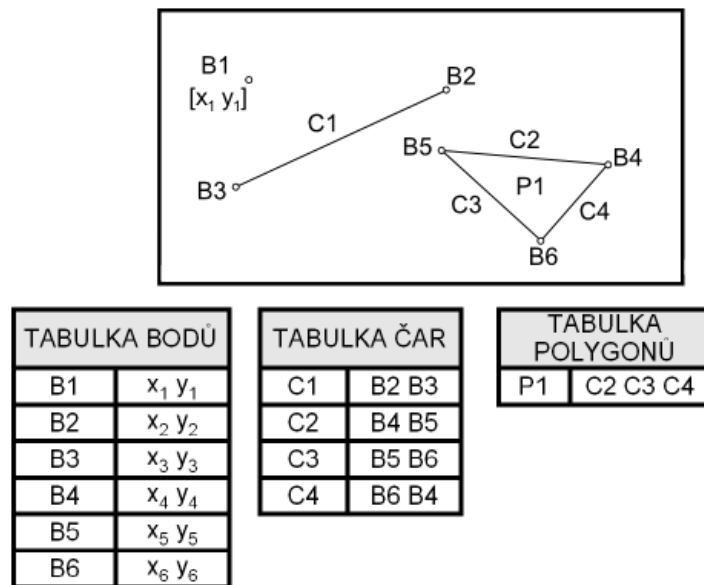 B1
[x₁ y₁]
B2
C1
B3
B5
C2
B4
P1
C3
C4
B6
TABULKA BODŮ
B1 x₁ y₁
B2 x₂ y₂
B3 x₃ y₃
B4 x₄ y₄
B5 x₅ y₅
B6 x₆ y₆
TABULKA ČAR
C1 B2 B3
C2 B4 B5
C3 B5 B6
C4 B6 B4
TABULKA
POLYGONŮ
P1 C2 C3 C4